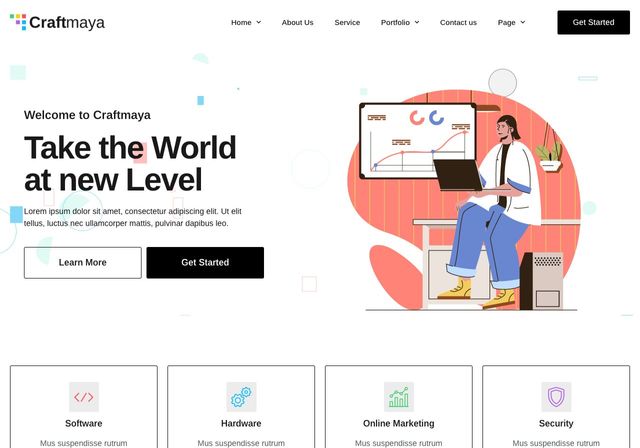 Craftmaya
Home About Us Service Portfolio Contact us Page Get Started
Welcome to Craftmaya
Take the World
at new Level
Lorem ipsum dolor sit amet, consectetur adipiscing elit. Ut elit
tellus, luctus nec ullamcorper mattis, pulvinar dapibus leo.
Learn More Get Started
Software Hardware Online Marketing Security
Mus suspendisse rutrum Mus suspendisse rutrum Mus suspendisse rutrum Mus suspendisse rutrum